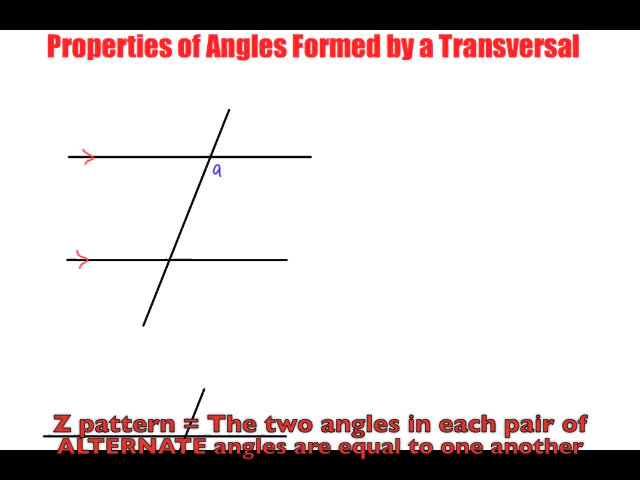 Properties of Angles Formed by a Transversal
a
Z pattern = The two angles in each pair of
ALTERNATE angles are equal to one another